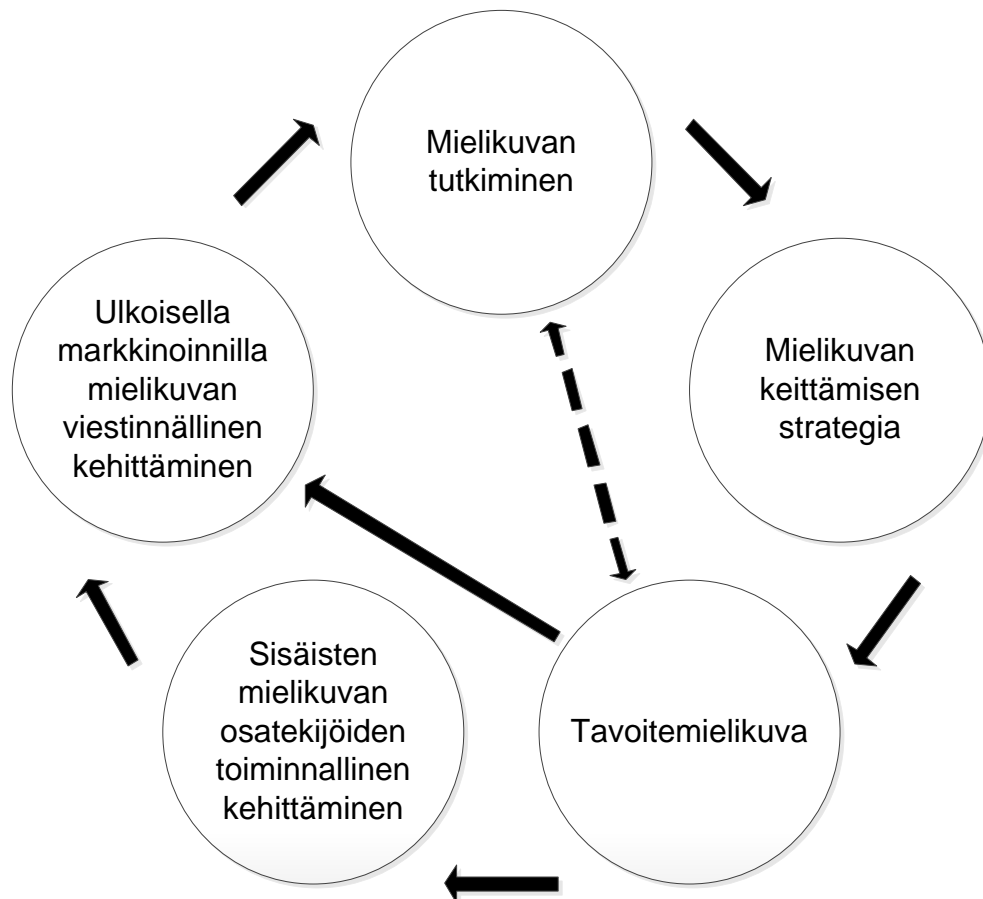 Mielikuvan
tutkiminen
Mielikuvan
keittämisen
strategia
Tavoitemielikuva
Sisäisten
mielikuvan
osatekijöiden
toiminnallinen
kehittäminen
Ulkoisella
markkinoinnilla
mielikuvan
viestinnällinen
kehittäminen